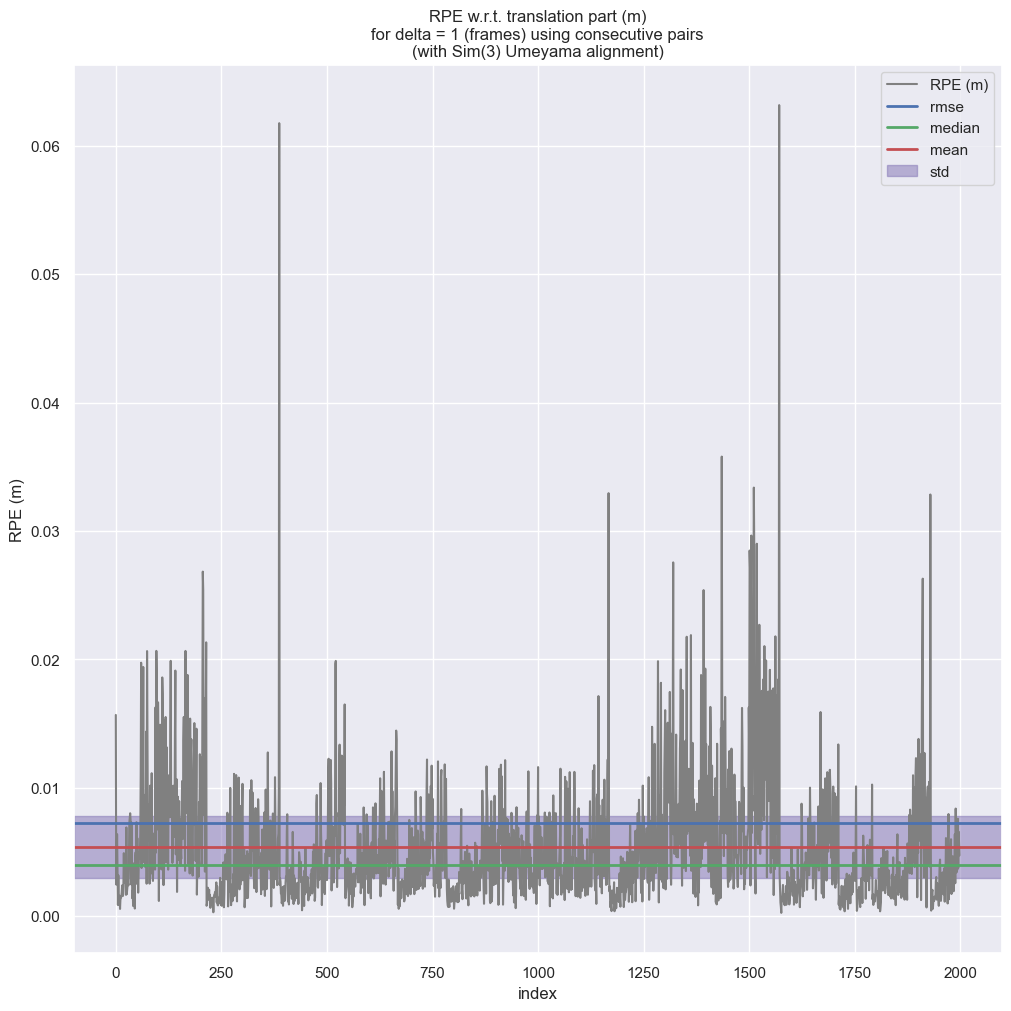 RPE w.r.t. translation part (m)
for delta = 1 (frames) using consecutive pairs
(with Sim(3) Umeyama alignment)
RPE (m)
rmse
median
mean
std
0.06
0.05
0.04
0.03
0.02
0.01
0.00
RPE (m)
0 250 500 750 1000 1250 1500 1750 2000
index